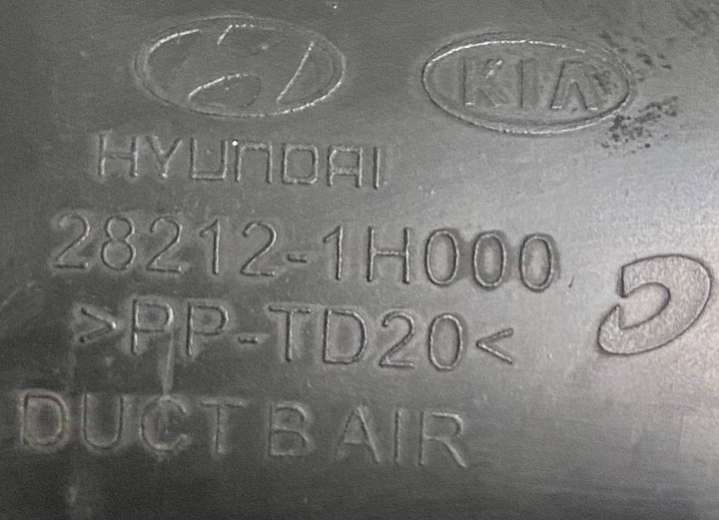 KIA
HYUNDAI
28212-1H000
>PP-TD20<
DUCT B AIR